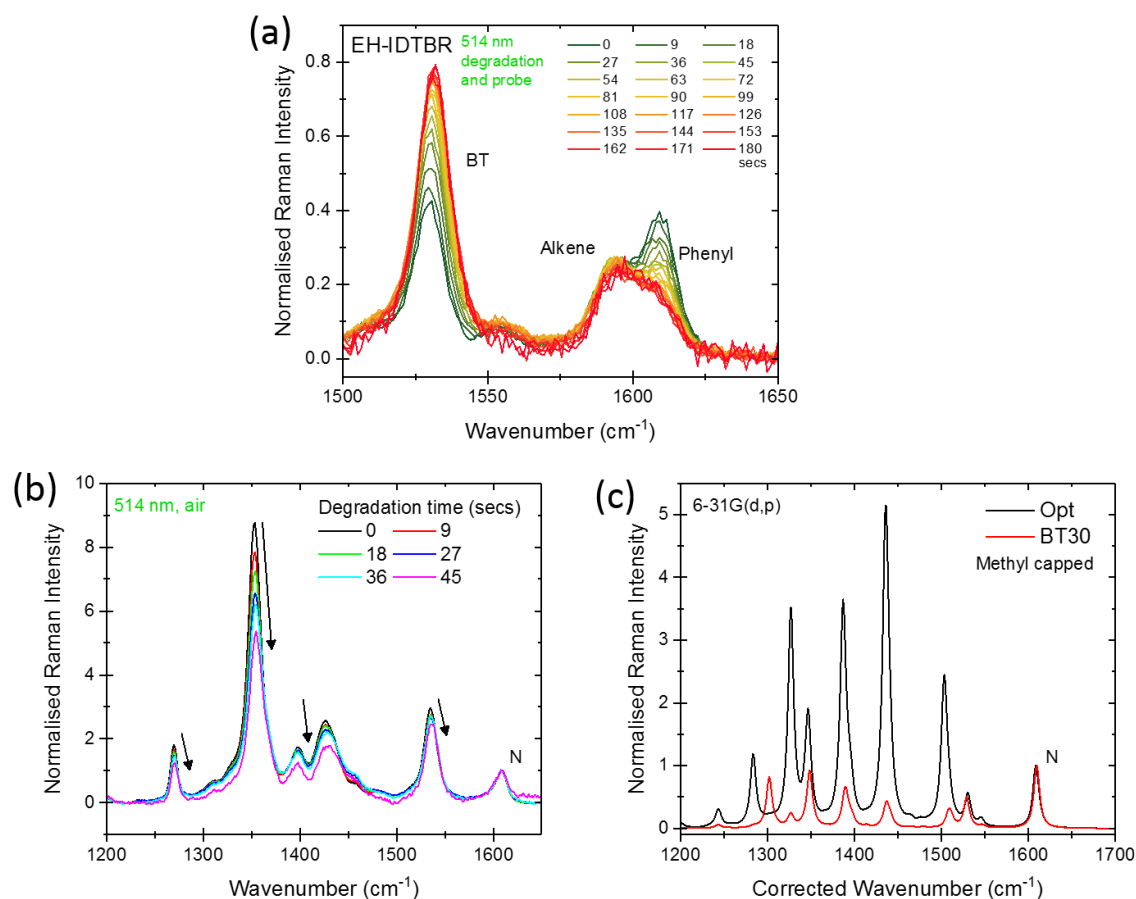 (a)
EH-IDTBR
514 nm
degradation
and probe
0 9 18
27 36 45
54 63 72
81 90 99
108 117 126
135 144 153
162 171 180
secs
BT
Alkene
Phenyl
Normalised Raman Intensity
0.8
0.6
0.4
0.2
0.0
1500 1550 1600 1650
Wavenumber (cm-1)
(b)
514 nm, air
Degradation time (secs)
0 9
18 27
36 45
N
Normalised Raman Intensity
10
8
6
4
2
0
1200 1300 1400 1500 1600
Wavenumber (cm-1)
(c)
6-31G(d,p)
Opt
BT30
Methyl capped
N
Normalised Raman Intensity
5
4
3
2
1
0
1200 1300 1400 1500 1600 1700
Corrected Wavenumber (cm-1)